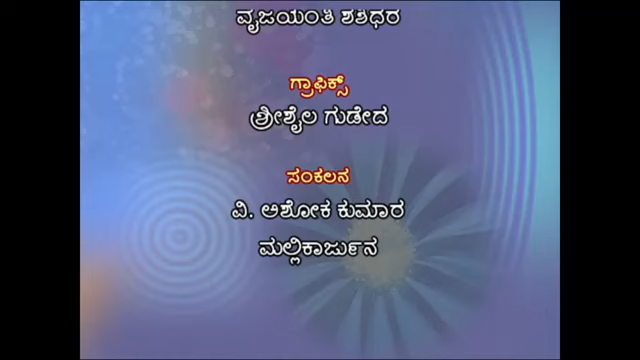 ವೈಜಯಂತಿ ಶಶಿಧರ
ಗ್ರಾಫಿಕ್ಸ್
ಶ್ರೀಶೈಲ ಗುಡೇದ
ಸಂಕಲನ
ವಿ. ಅಶೋಕ ಕುಮಾರ
ಮಲ್ಲಿಕಾರ್ಜುನ